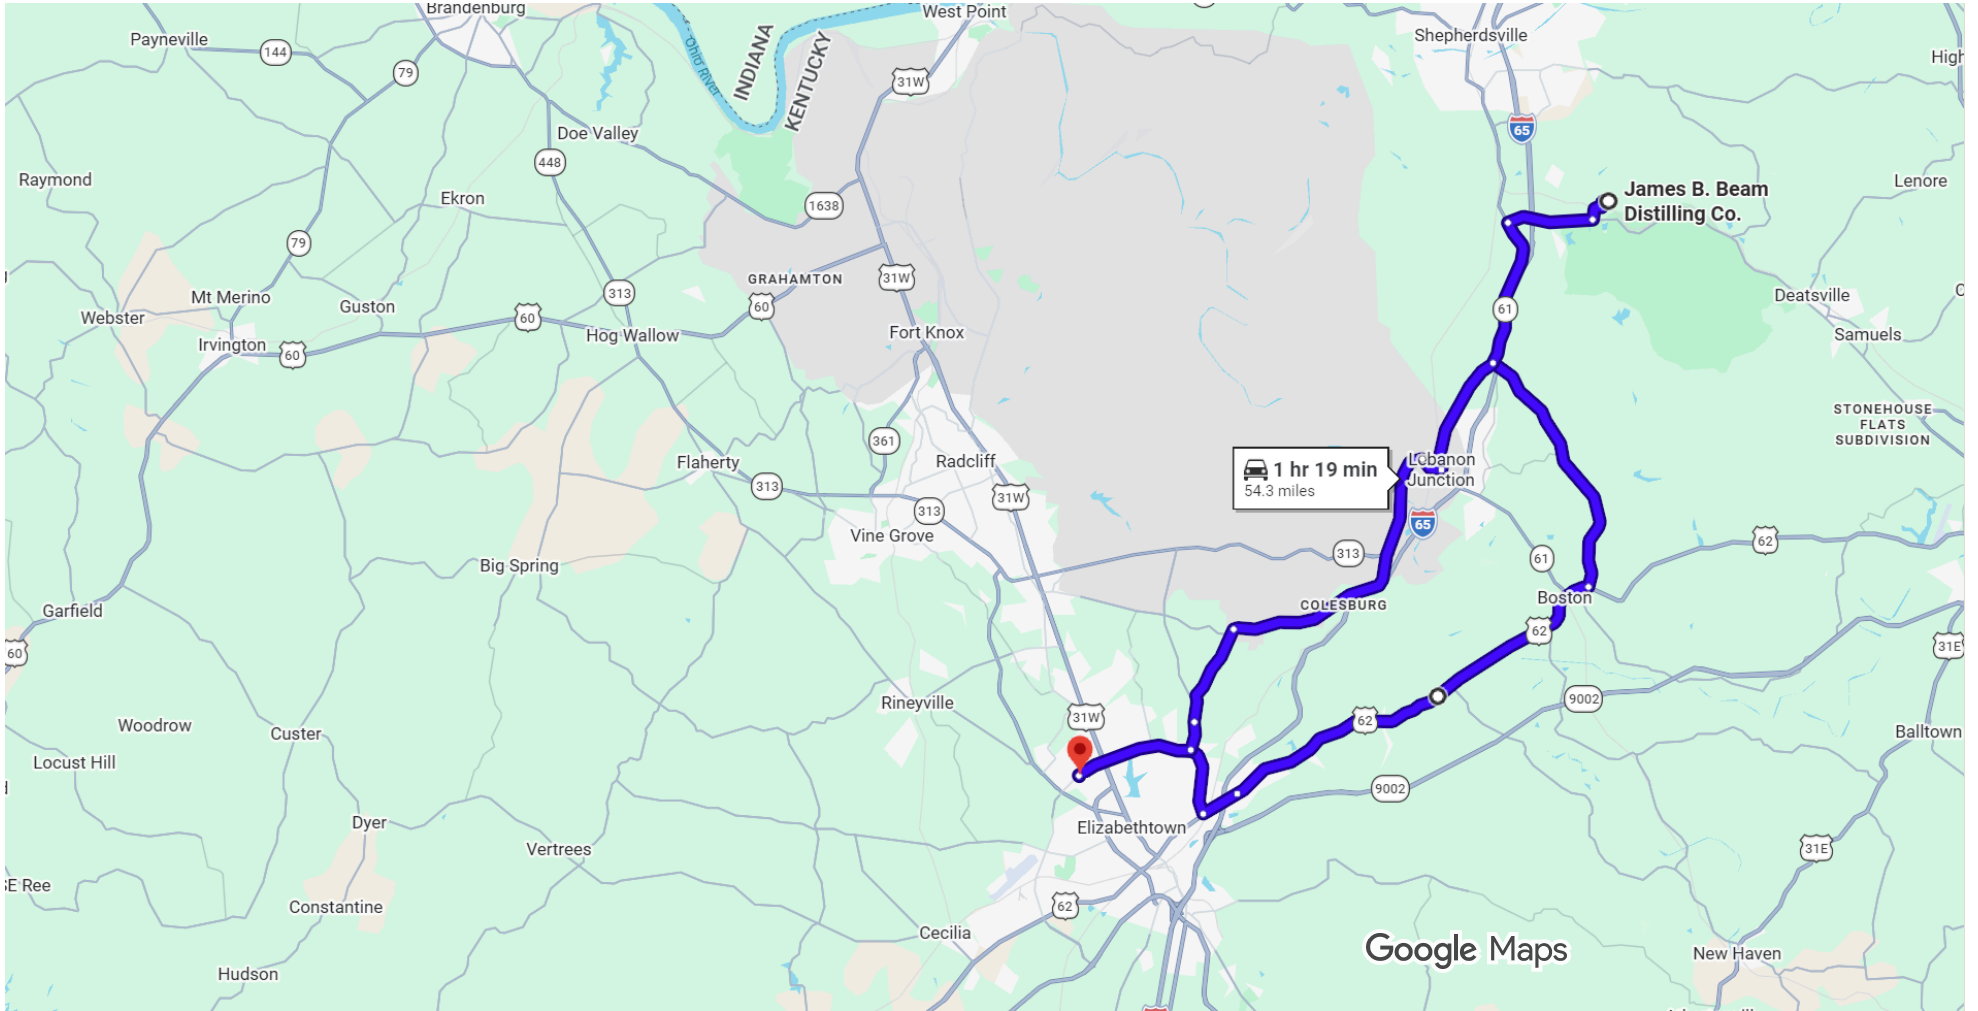 Brandenburg
West Point
Payneville
144
Shepherdsville
INDIANA
KENTUCKY
Ohio River
79
31W
High
Doe Valley
65
448
Raymond
Ekron
1638
James B. Beam
Distilling Co.
Lenore
79
GRAHAMTON
31W
313
60
Mt Merino
Guston
60
Webster
Hog Wallow
Irvington
60
Fort Knox
61
Deatsville
Samuels
STONEHOUSE
FLATS
SUBDIVISION
361
Flaherty
Radcliff
313
31W
313
Vine Grove
1 hr 19 min
54.3 miles
Lebanon
Junction
65
313
61
62
Big Spring
COLESBURG
Boston
62
Garfield
60
31E
Rineyville
9002
31W
62
Woodrow
Custer
Locust Hill
Balltown
9002
Dyer
Elizabethtown
Vertrees
31E
SE Ree
Constantine
62
Cecilia
Google Maps
New Haven
Hudson